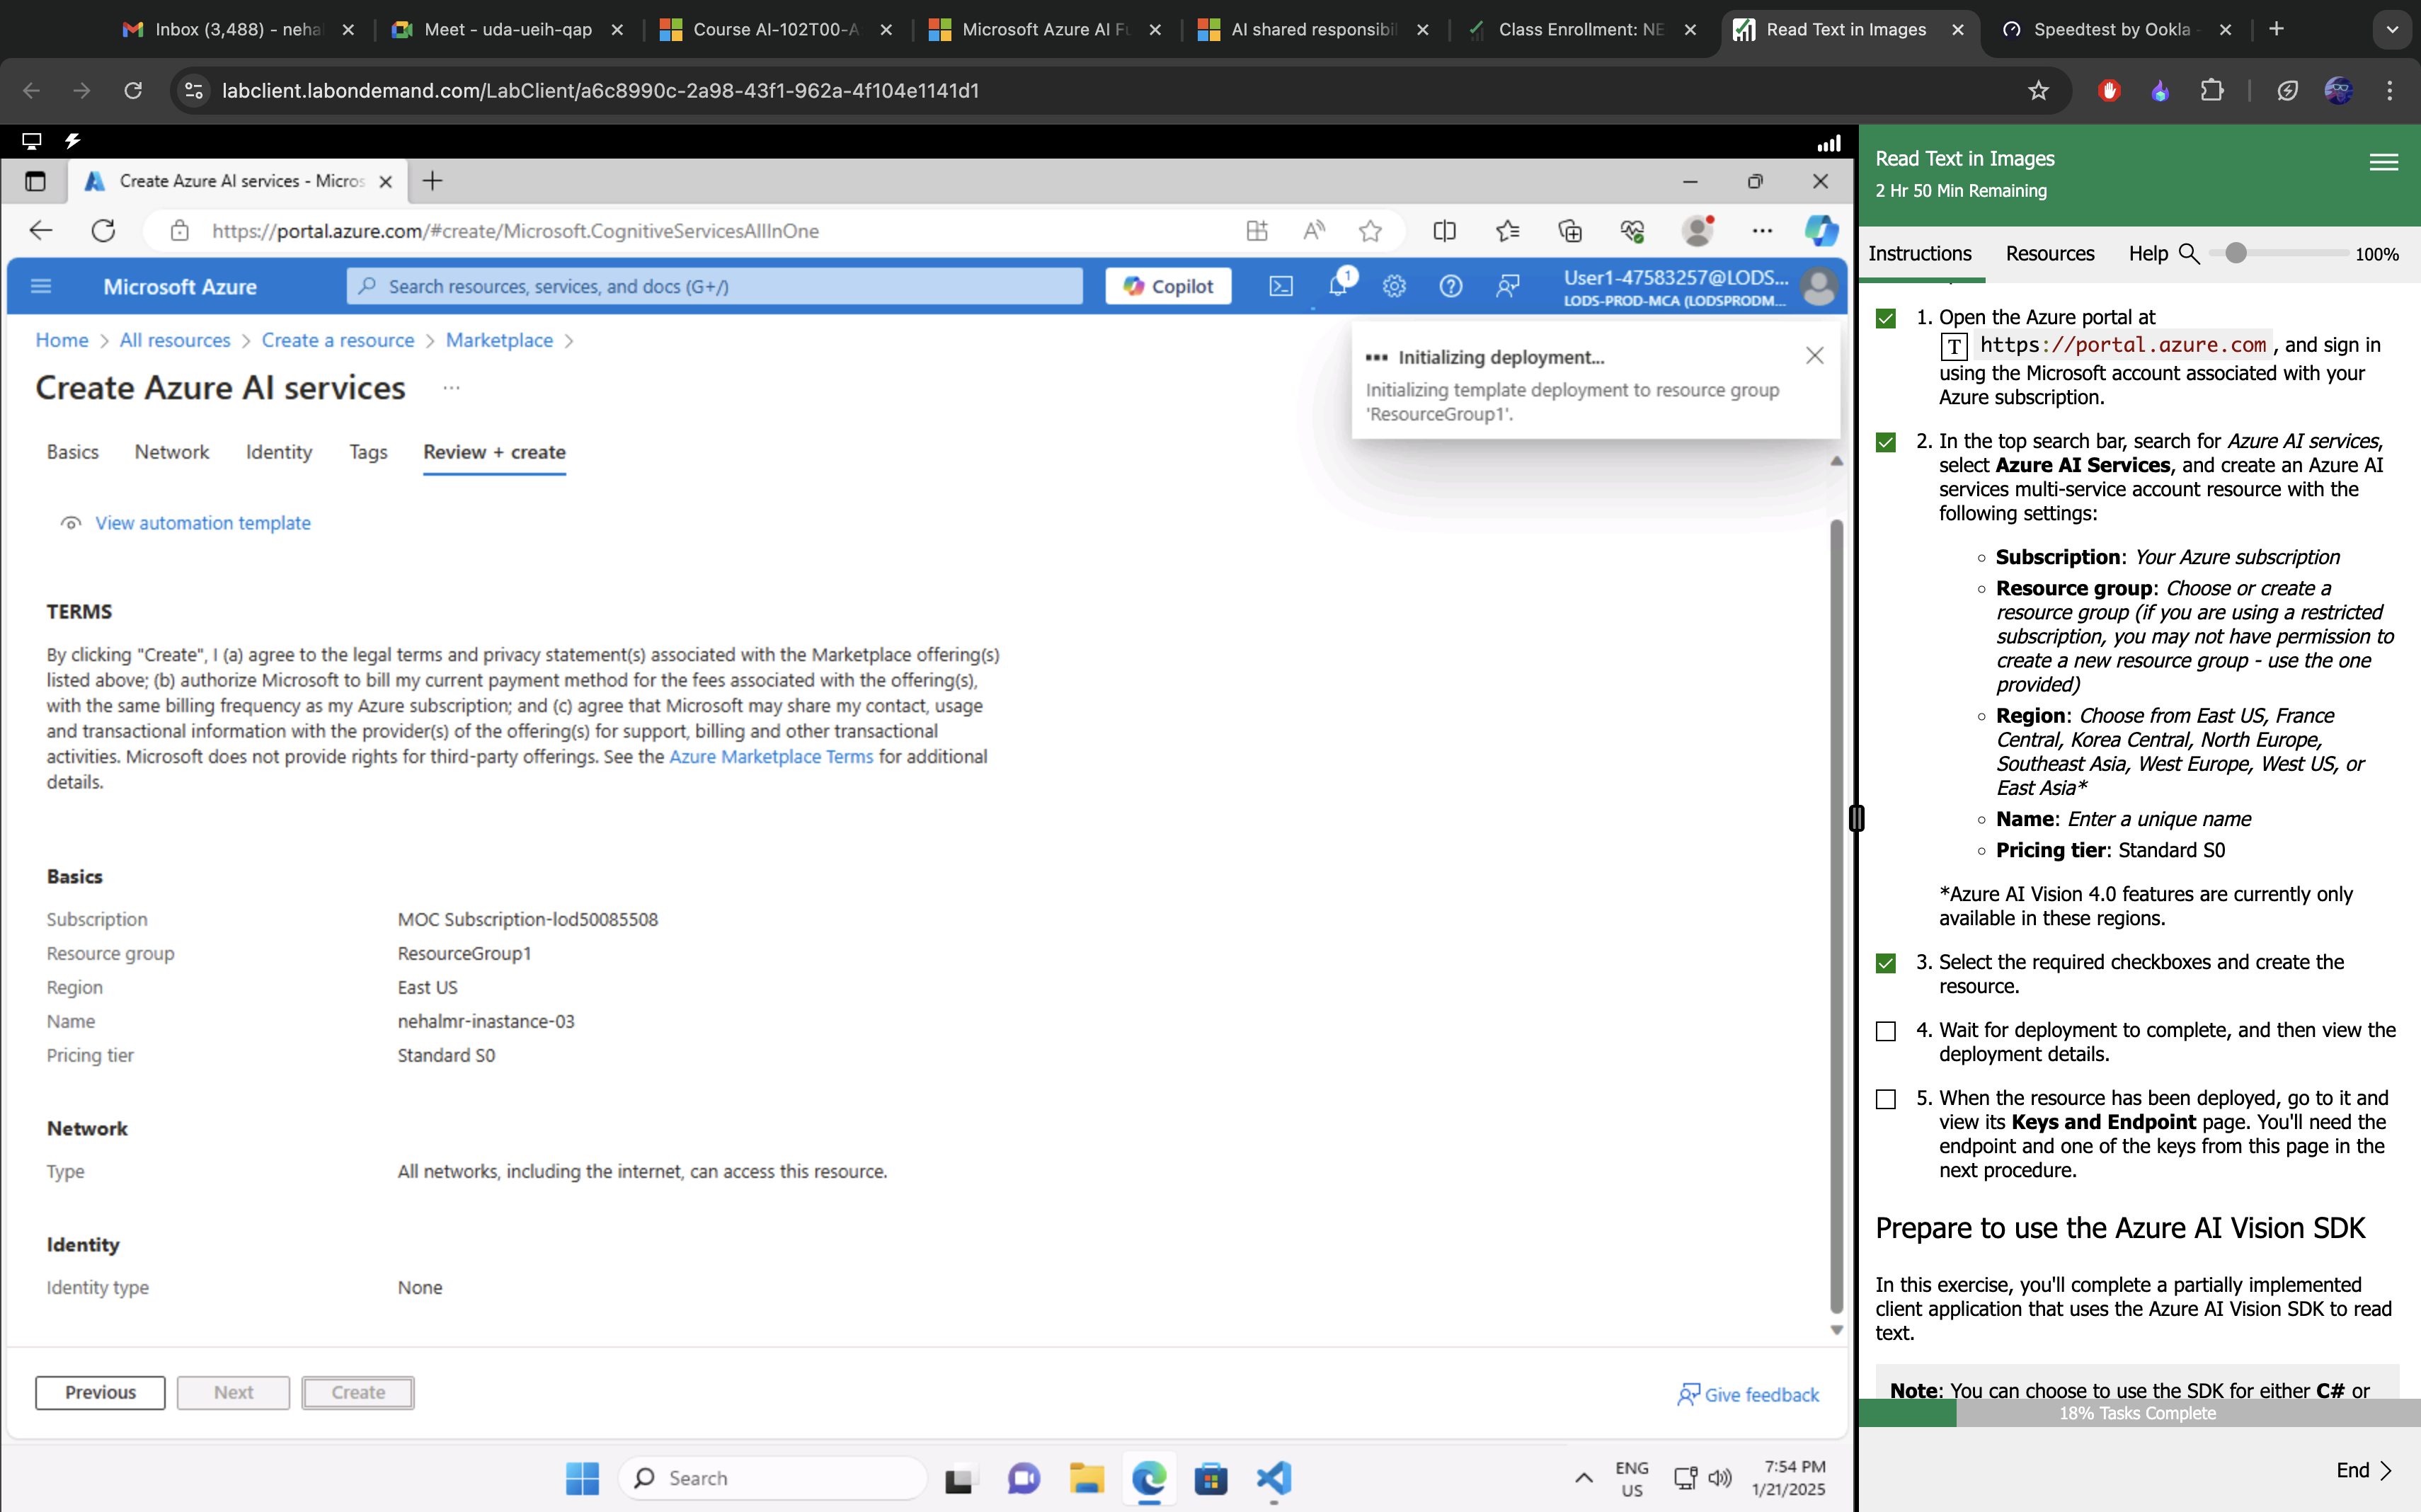 Inbox (3,488) - neha
Meet - uda-ueih-qap
Course AI-102T00-A
Microsoft Azure AI Fu
AI shared responsibil
Class Enrollment: NE
Read Text in Images
Speedtest by Ookla -
labclient.labondemand.com/LabClient/a6c8990c-2a98-43f1-962a-4f104e1141d1
Create Azure AI services - Micros
https://portal.azure.com/#create/Microsoft.CognitiveServicesAllInOne
Microsoft Azure
Search resources, services, and docs (G+/)
Copilot
1
User1-47583257@LODS...
LODS-PROD-MCA (LODSPRODM...
Home > All resources > Create a resource > Marketplace >
Create Azure AI services ...
Initializing deployment...
Initializing template deployment to resource group
'ResourceGroup1'.
Basics Network Identity Tags Review + create
View automation template
TERMS
By clicking "Create", I (a) agree to the legal terms and privacy statement(s) associated with the Marketplace offering(s)
listed above; (b) authorize Microsoft to bill my current payment method for the fees associated with the offering(s),
with the same billing frequency as my Azure subscription; and (c) agree that Microsoft may share my contact, usage
and transactional information with the provider(s) of the offering(s) for support, billing and other transactional
activities. Microsoft does not provide rights for third-party offerings. See the Azure Marketplace Terms for additional
details.
Basics
Subscription MOC Subscription-lod50085508
Resource group ResourceGroup1
Region East US
Name nehalmr-inastance-03
Pricing tier Standard S0
Network
Type All networks, including the internet, can access this resource.
Identity
Identity type None
Previous Next Create
Give feedback
Search
ENG
US
7:54 PM
1/21/2025
Read Text in Images
2 Hr 50 Min Remaining
Instructions Resources Help 100%
1. Open the Azure portal at
T https://portal.azure.com, and sign in
using the Microsoft account associated with your
Azure subscription.
2. In the top search bar, search for Azure AI services,
select Azure AI Services, and create an Azure AI
services multi-service account resource with the
following settings:
Subscription: Your Azure subscription
Resource group: Choose or create a
resource group (if you are using a restricted
subscription, you may not have permission to
create a new resource group - use the one
provided)
Region: Choose from East US, France
Central, Korea Central, North Europe,
Southeast Asia, West Europe, West US, or
East Asia*
Name: Enter a unique name
Pricing tier: Standard S0
*Azure AI Vision 4.0 features are currently only
available in these regions.
3. Select the required checkboxes and create the
resource.
4. Wait for deployment to complete, and then view the
deployment details.
5. When the resource has been deployed, go to it and
view its Keys and Endpoint page. You'll need the
endpoint and one of the keys from this page in the
next procedure.
Prepare to use the Azure AI Vision SDK
In this exercise, you'll complete a partially implemented
client application that uses the Azure AI Vision SDK to read
text.
Note: You can choose to use the SDK for either C# or
18% Tasks Complete
End